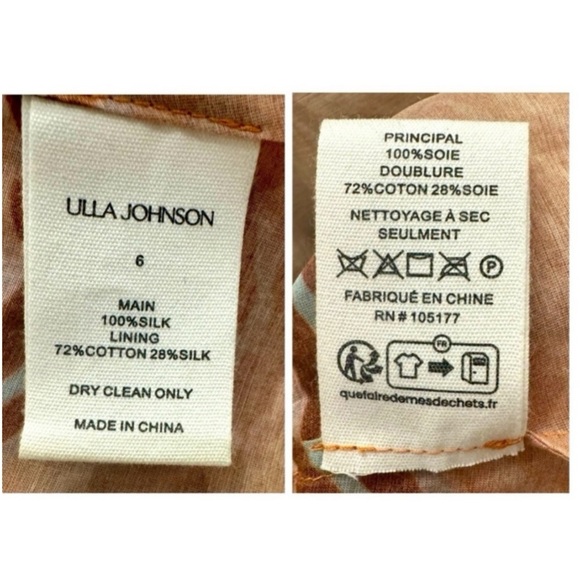 ULLA JOHNSON
6
MAIN
100%SILK
LINING
72%COTTON 28%SILK
DRY CLEAN ONLY
MADE IN CHINA
PRINCIPAL
100%SOIE
DOUBLURE
72%COTON 28%SOIE
NETTOYAGE À SEC
SEULMENT
P
FABRIQUÉ EN CHINE
RN # 105177
FR
quefairedemesdechets.fr